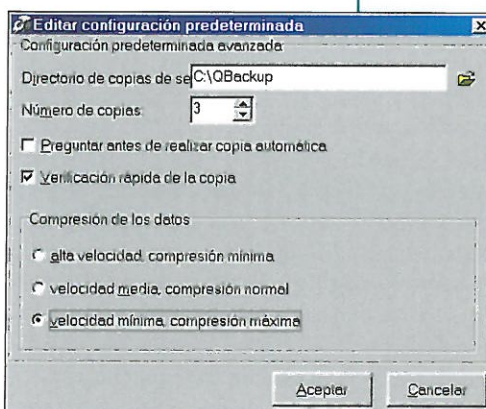 Editar configuración predeterminada
Configuración predeterminada avanzada
Directorio de copias de se C:\QBackup
Número de copias: 3
Preguntar antes de realizar copia automática
Verificación rápida de la copia
Compresión de los datos
alta velocidad, compresión mínima
velocidad media, compresión normal
velocidad mínima, compresión máxima
Aceptar Cancelar